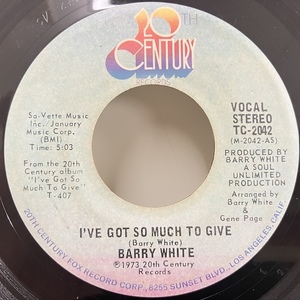 20TH
CENTURY
RECORDS
Sa-Vette Music
Inc./January
Music Corp.
(BMI)
Time: 5:03
From the 20th
Century album
"I've Got So
Much To Give"
T-407
VOCAL
STEREO
TC-2042
(M-2042-AS)
PRODUCED BY
BARRY WHITE
A SOUL
UNLIMITED
PRODUCTION
Arranged by
Barry White
&
Gene Page
I'VE GOT SO MUCH TO GIVE
(Barry White)
BARRY WHITE
℗1973 20th Century
Records
20TH CENTURY FOX RECORD CORP., 8255 SUNSET BLVD., LOS ANGELES, CALIF.